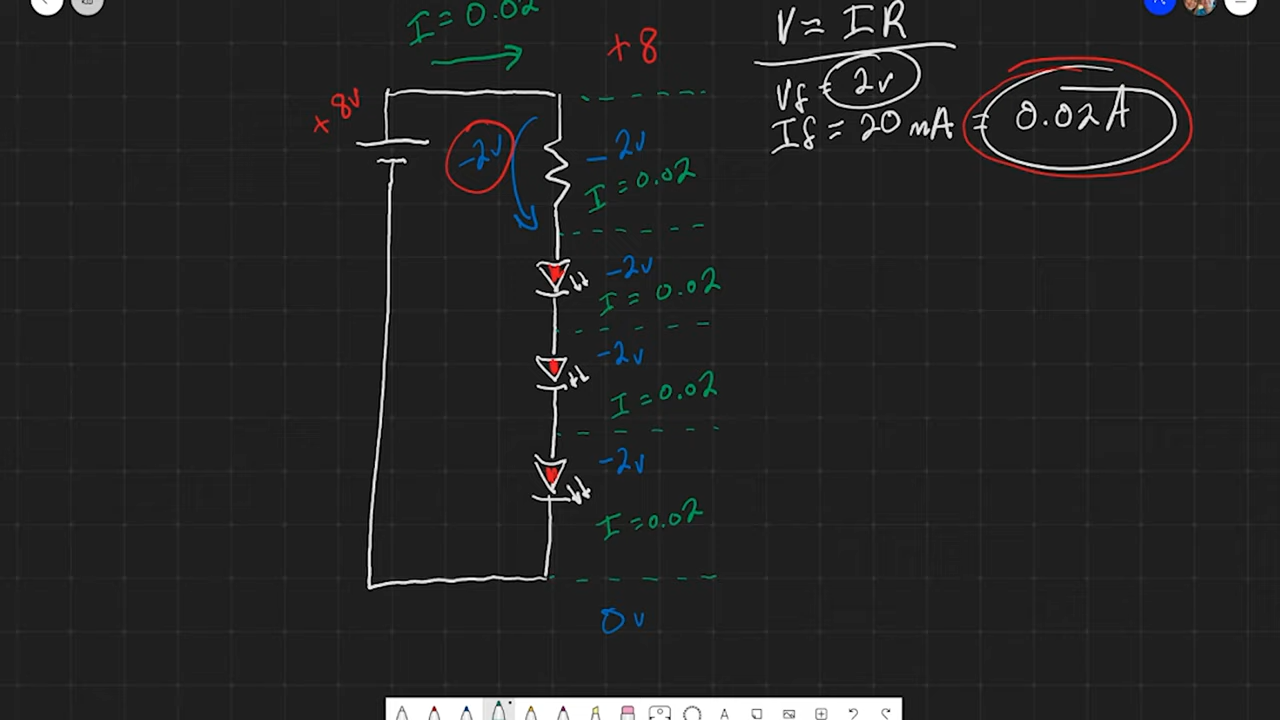 I = 0.02
+8
V = IR
Vf = 2v
If = 20 mA = 0.02A
+ 8v
-2v
- 2v
I = 0.02
-2v
I = 0.02
-2v
I = 0.02
-2v
I = 0.02
0v
A